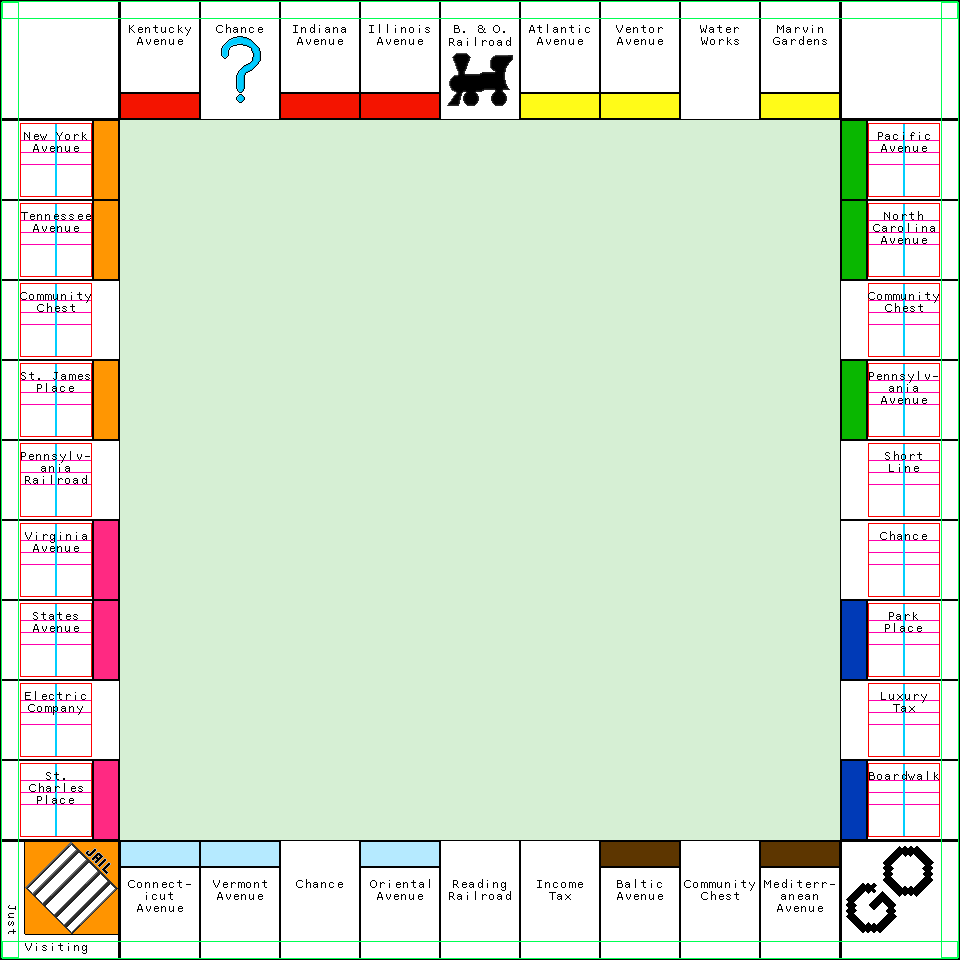 Kentucky
Avenue
Chance
?
Indiana
Avenue
Illinois
Avenue
B. & O.
Railroad
Atlantic
Avenue
Ventor
Avenue
Water
Works
Marvin
Gardens
New York
Avenue
Tennessee
Avenue
Community
Chest
St. James
Place
Pennsylv-
ania
Railroad
Virginia
Avenue
States
Avenue
Electric
Company
St.
Charles
Place
Pacific
Avenue
North
Carolina
Avenue
Community
Chest
Pennsylv-
ania
Avenue
Short
Line
Chance
Park
Place
Luxury
Tax
Boardwalk
JAIL
Just
Visiting
Connect-
icut
Avenue
Vermont
Avenue
Chance
Oriental
Avenue
Reading
Railroad
Income
Tax
Baltic
Avenue
Community
Chest
Mediterr-
anean
Avenue
GO